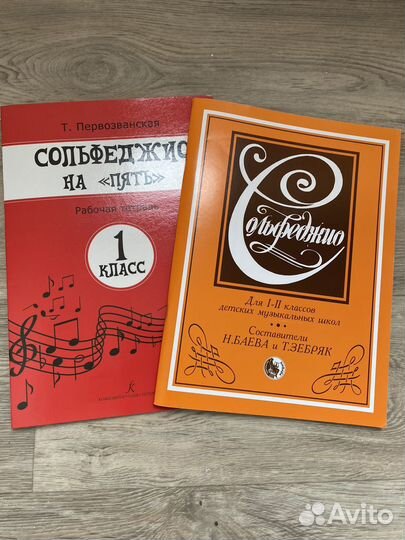 Т. Первозванская
СОЛЬФЕДЖИО
НА «ПЯТЬ»
Рабочая тетрадь
1
КЛАСС
Сольфеджио
Для I-II классов
детских музыкальных школ
Составители
Н.БАЕВА и Т.ЗЕБРЯК
Avito